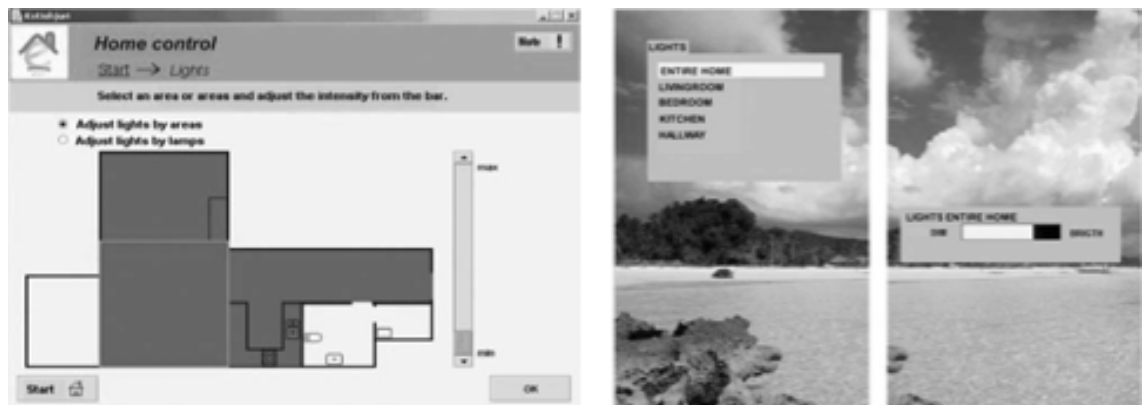 Kotiohjari
Home control
Start → Lights
Help !
Select an area or areas and adjust the intensity from the bar.
Adjust lights by areas
Adjust lights by lamps
max
min
Start
OK
LIGHTS
ENTIRE HOME
LIVINGROOM
BEDROOM
KITCHEN
HALLWAY
LIGHTS ENTIRE HOME
DIM
BRIGTH